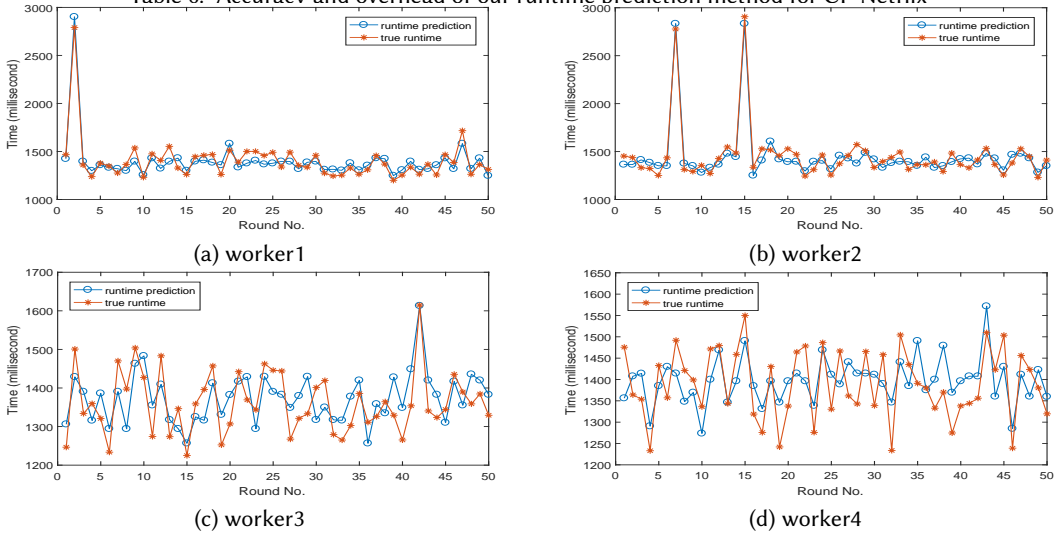 Table 6. Accuracy and overhead of our runtime prediction method for CF-Netflix
3000
2500
2000
1500
1000
Time (millisecond)
runtime prediction
true runtime
0 5 10 15 20 25 30 35 40 45 50
Round No.
(a) worker1
3000
2500
2000
1500
1000
Time (millisecond)
runtime prediction
true runtime
0 5 10 15 20 25 30 35 40 45 50
Round No.
(b) worker2
1700
1600
1500
1400
1300
1200
Time (millisecond)
runtime prediction
true runtime
0 5 10 15 20 25 30 35 40 45 50
Round No.
(c) worker3
1650
1600
1550
1500
1450
1400
1350
1300
1250
1200
Time (millisecond)
runtime prediction
true runtime
0 5 10 15 20 25 30 35 40 45 50
Round No.
(d) worker4